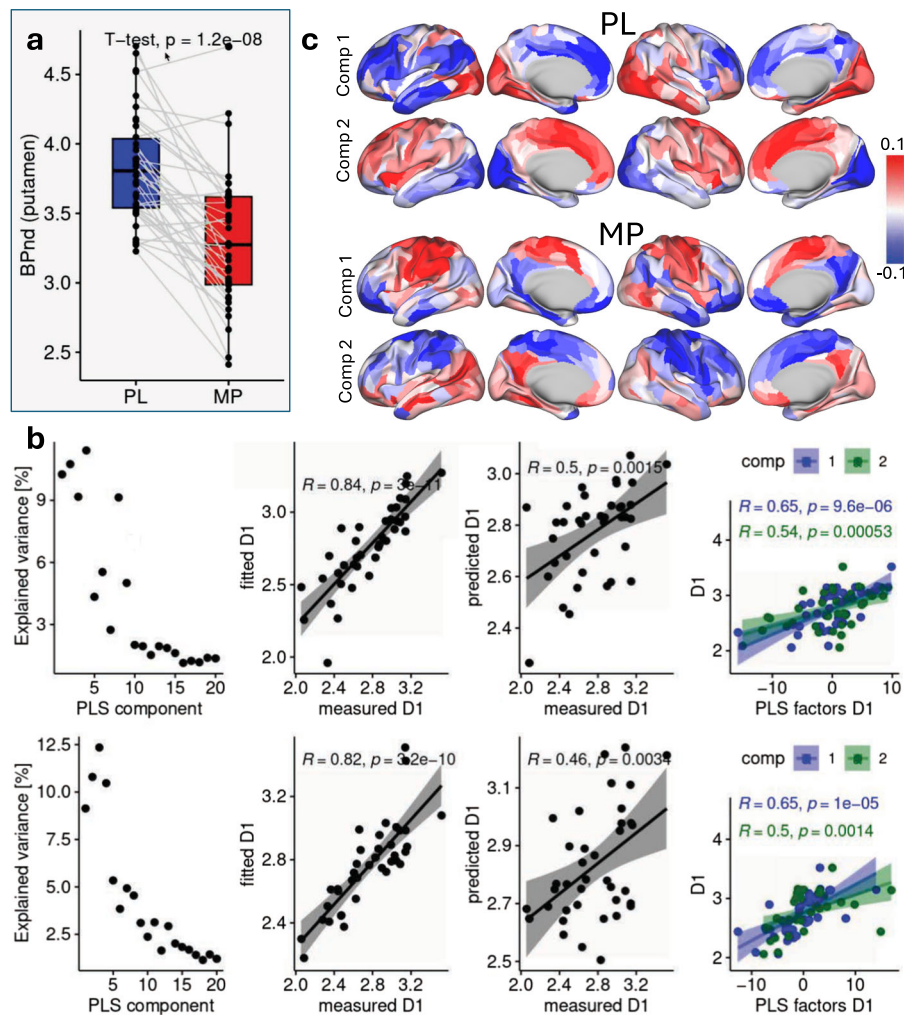 a
T-test, p = 1.2e-08
BPnd (putamen)
4.5
4.0
3.5
3.0
2.5
PL
MP
c
PL
Comp 1
Comp 2
MP
Comp 1
Comp 2
0.1
-0.1
b
Explained variance [%]
9
6
3
5 10 15 20
PLS component
R = 0.84, p = 3e-11
fitted D1
3.0
2.5
2.0
2.0 2.4 2.8 3.2
measured D1
R = 0.5, p = 0.0015
predicted D1
3.0
2.8
2.6
2.4
2.0 2.4 2.8 3.2
measured D1
comp 1 2
R = 0.65, p = 9.6e-06
R = 0.54, p = 0.00053
D1
4
3
2
−10 0 10
PLS factors D1
Explained variance [%]
12.5
10.0
7.5
5.0
2.5
5 10 15 20
PLS component
R = 0.82, p = 3.2e-10
fitted D1
3.2
2.8
2.4
2.0 2.4 2.8 3.2
measured D1
R = 0.46, p = 0.0034
predicted D1
3.1
2.9
2.7
2.5
2.0 2.4 2.8 3.2
measured D1
comp 1 2
R = 0.65, p = 1e-05
R = 0.5, p = 0.0014
D1
4
3
2
−10 0 10
PLS factors D1